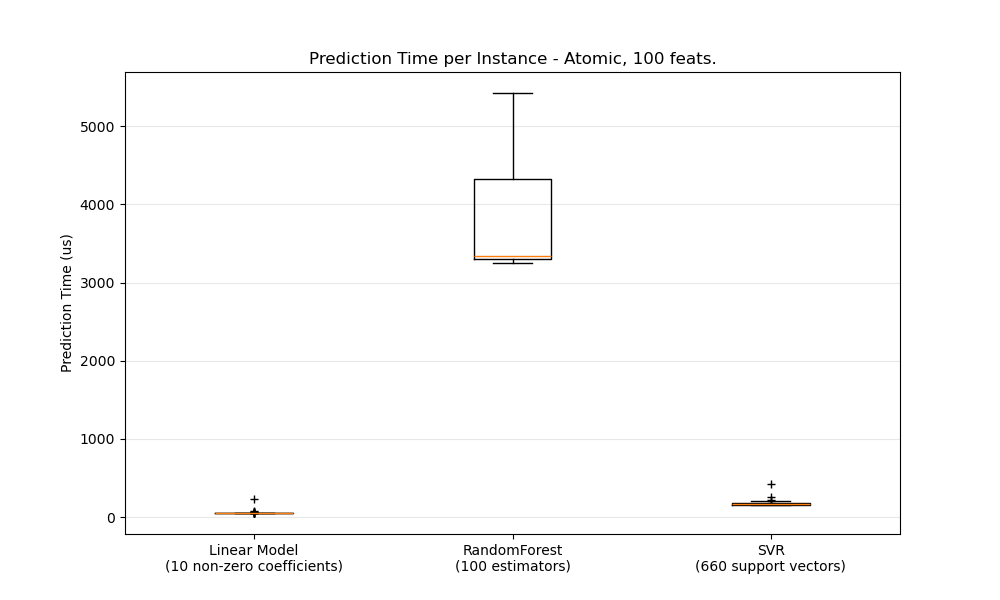 Prediction Time per Instance - Atomic, 100 feats.
Prediction Time (us)
5000
4000
3000
2000
1000
0
Linear Model
(10 non-zero coefficients)
RandomForest
(100 estimators)
SVR
(660 support vectors)